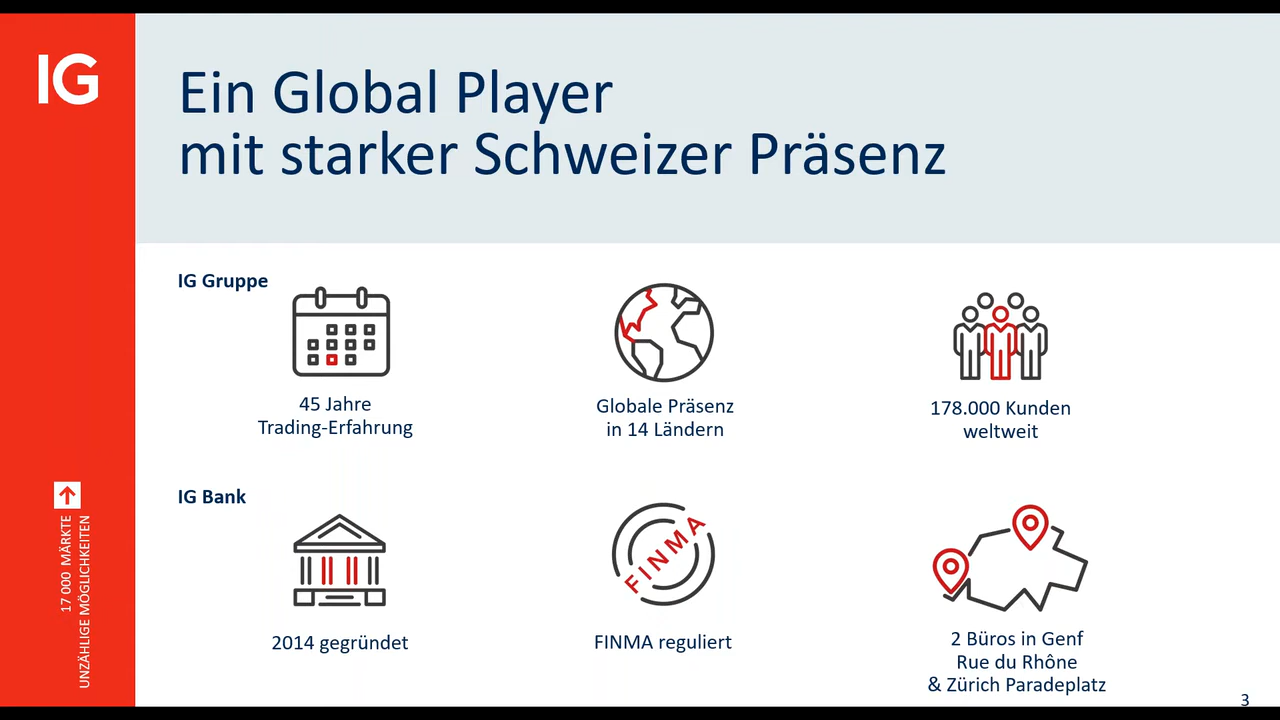 IG
Ein Global Player
mit starker Schweizer Präsenz
IG Gruppe
45 Jahre
Trading-Erfahrung
Globale Präsenz
in 14 Ländern
178.000 Kunden
weltweit
IG Bank
2014 gegründet
FINMA
FINMA reguliert
2 Büros in Genf
Rue du Rhône
& Zürich Paradeplatz
17 000 MÄRKTE
UNZÄHLIGE MÖGLICHKEITEN
3